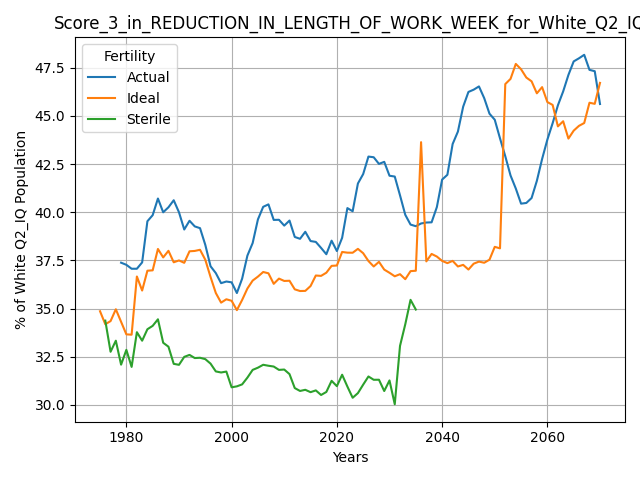 Score_3_in_REDUCTION_IN_LENGTH_OF_WORK_WEEK_for_White_Q2_IQ
Fertility
Actual
Ideal
Sterile
47.5
45.0
42.5
40.0
37.5
35.0
32.5
30.0
% of White Q2_IQ Population
1980 2000 2020 2040 2060
Years